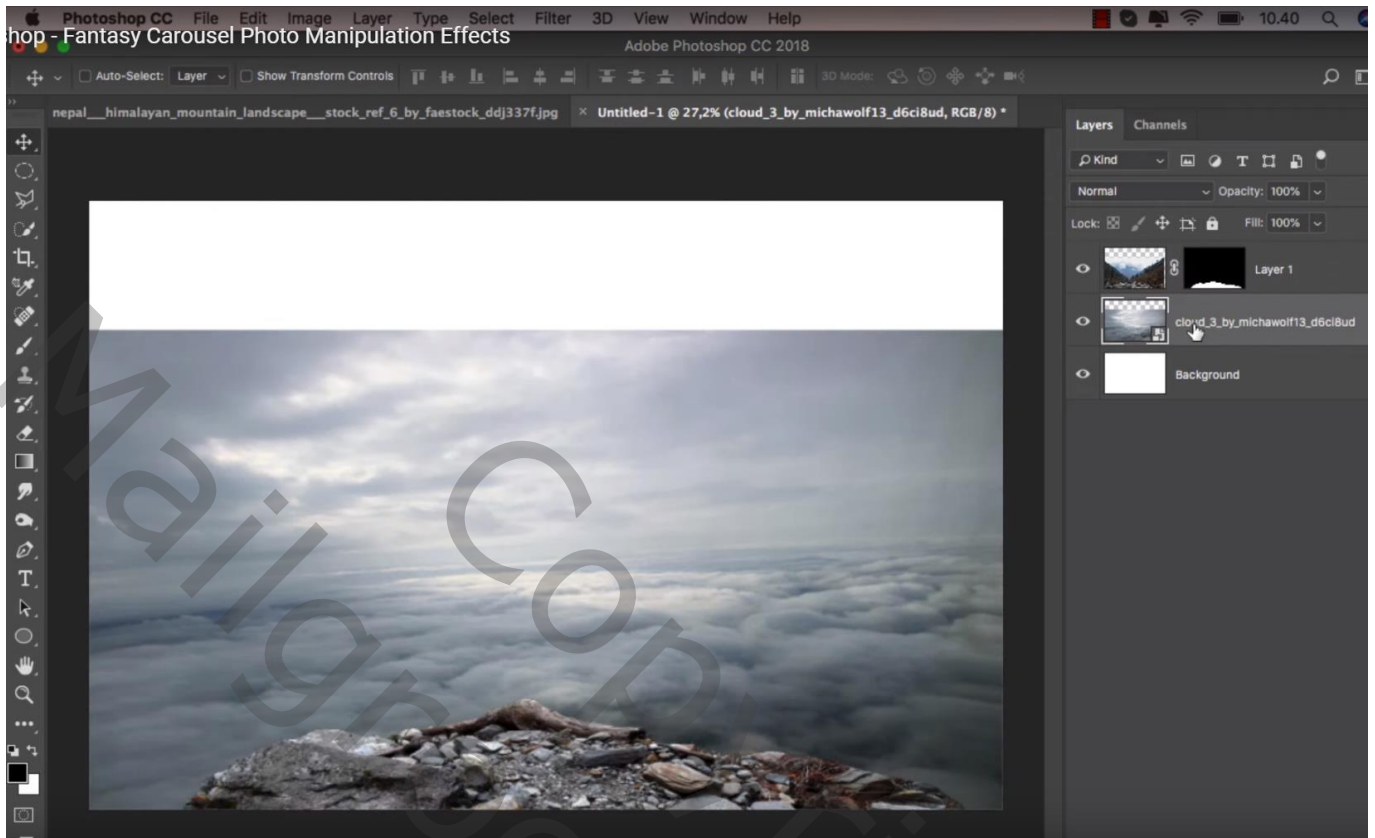 Photoshop CC File Edit Image Layer Type Select Filter 3D View Window Help 10.40
hop - Fantasy Carousel Photo Manipulation Effects
Adobe Photoshop CC 2018
Auto-Select: Layer Show Transform Controls 3D Mode:
nepal__himalayan_mountain_landscape__stock_ref_6_by_faestock_ddj337f.jpg × Untitled-1 @ 27,2% (cloud_3_by_michawolf13_d6ci8ud, RGB/8) *
Layers Channels
Kind
Normal Opacity: 100%
Lock: Fill: 100%
Layer 1
cloud_3_by_michawolf13_d6ci8ud
Background